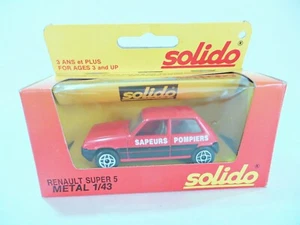 solido
3 ANS et PLUS
FOR AGES 3 and UP
solido
SAPEURS POMPIERS
RENAULT SUPER 5
METAL 1/43
solido